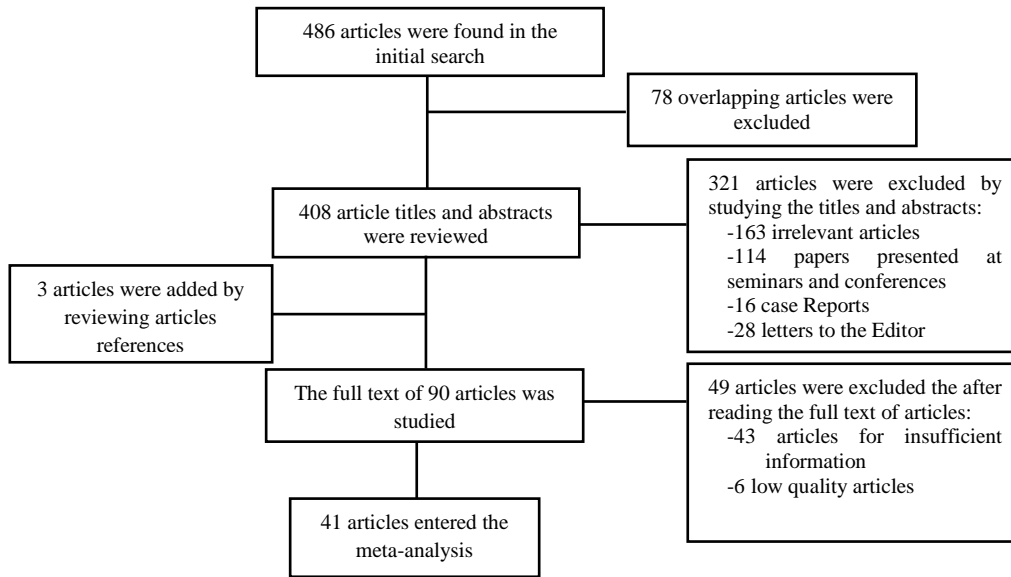 486 articles were found in the
initial search
78 overlapping articles were
excluded
321 articles were excluded by
studying the titles and abstracts:
-163 irrelevant articles
-114 papers presented at
seminars and conferences
-16 case Reports
-28 letters to the Editor
408 article titles and abstracts
were reviewed
3 articles were added by
reviewing articles
references
The full text of 90 articles was
studied
49 articles were excluded the after
reading the full text of articles:
-43 articles for insufficient
information
-6 low quality articles
41 articles entered the
meta-analysis